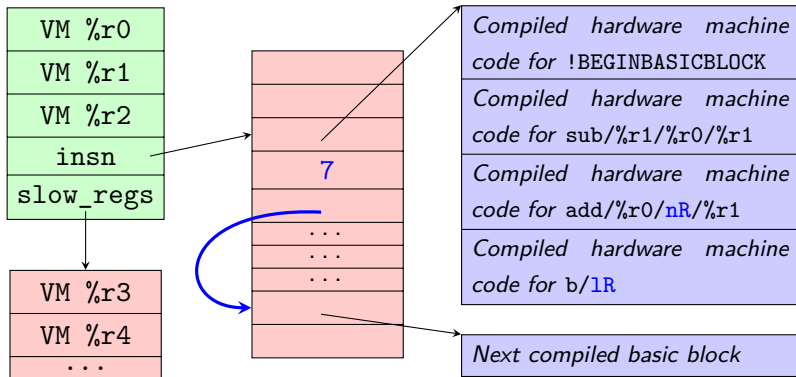 VM %r0
VM %r1
VM %r2
insn
slow_regs
VM %r3
VM %r4
...
7
...
...
...
Compiled hardware machine
code for !BEGINBASICBLOCK
Compiled hardware machine
code for sub/%r1/%r0/%r1
Compiled hardware machine
code for add/%r0/nR/%r1
Compiled hardware machine
code for b/lR
Next compiled basic block